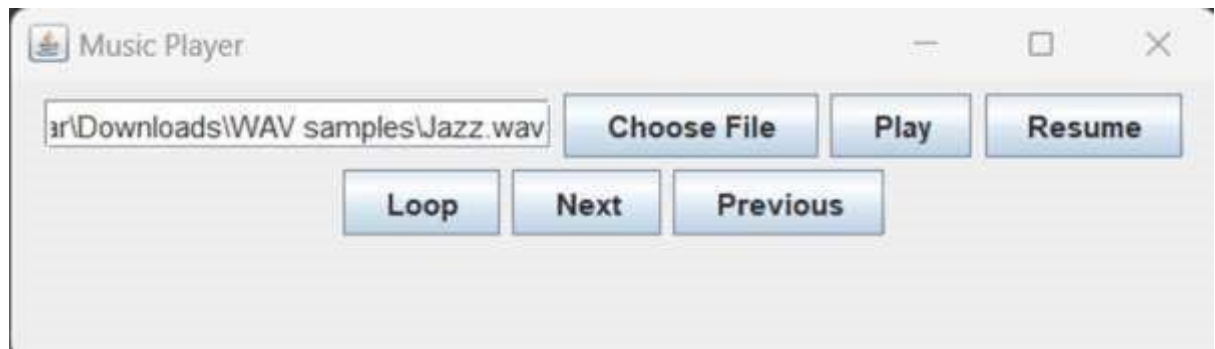 Music Player
ar\Downloads\WAV samples\Jazz.wav Choose File Play Resume
Loop Next Previous